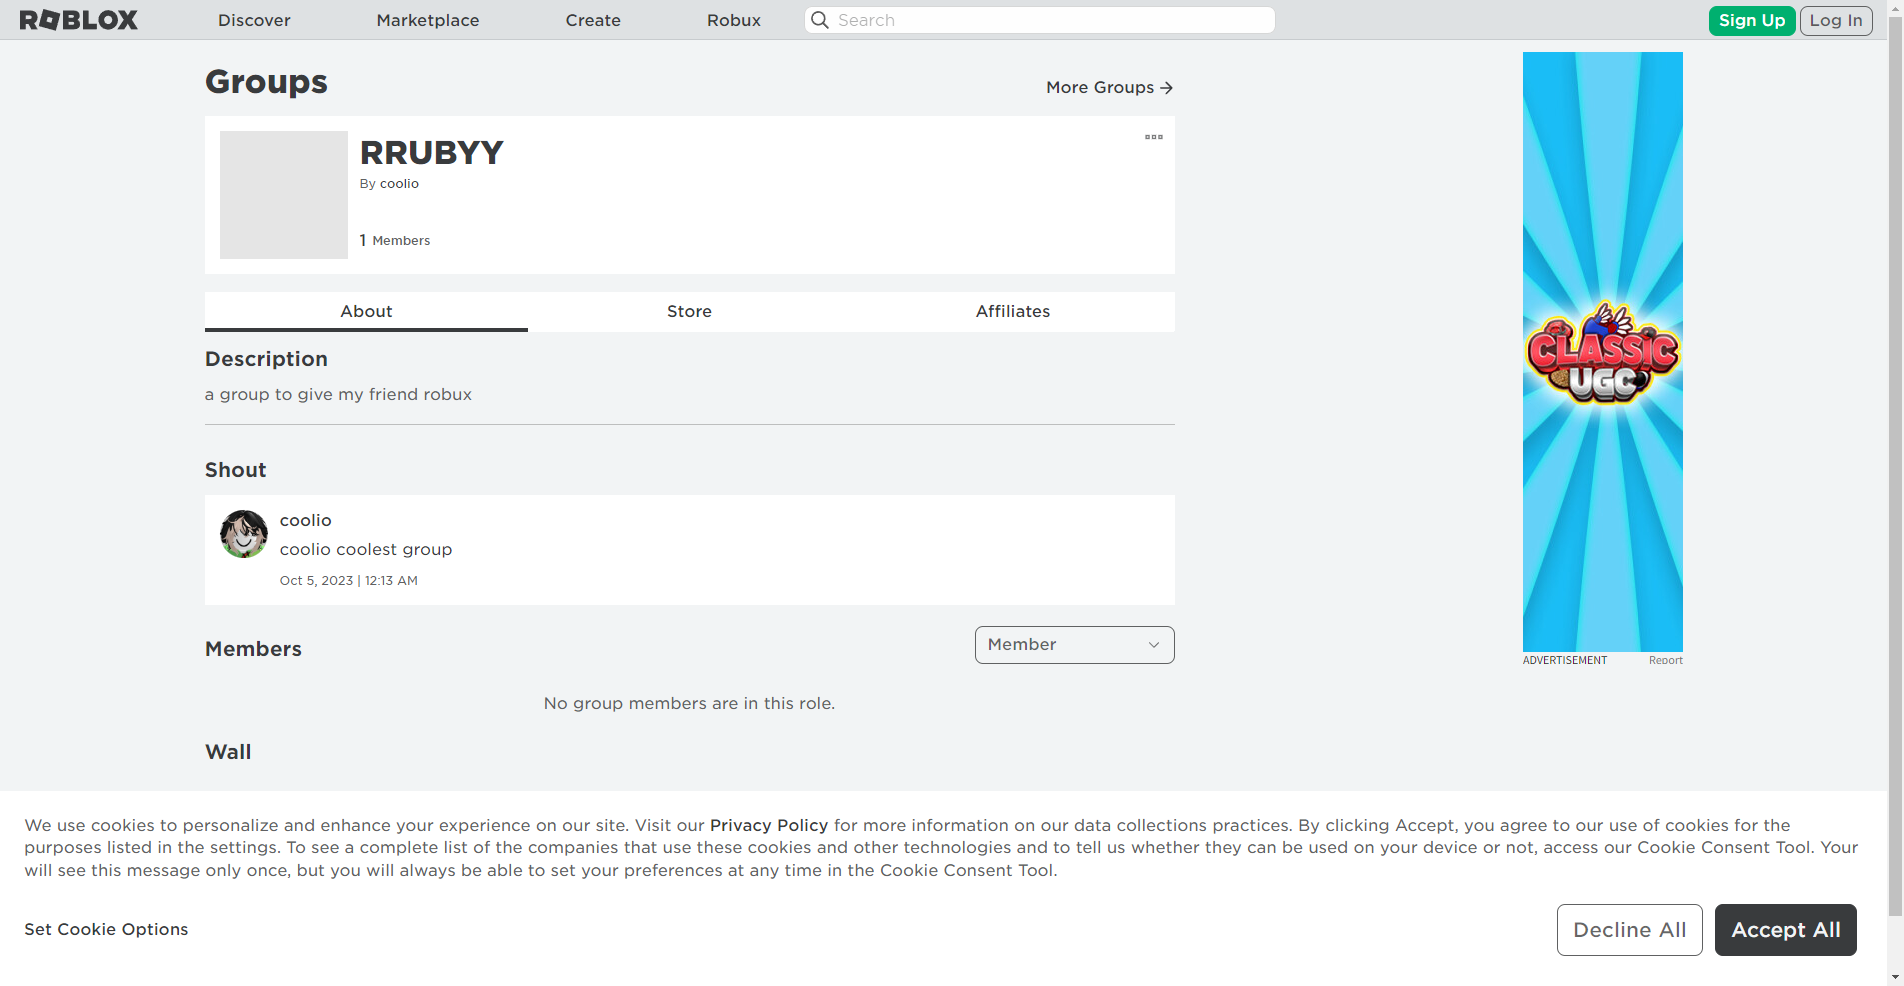 ROBLOX Discover Marketplace Create Robux Search Sign Up Log In
Groups
More Groups
RRUBYY
By coolio
1 Members
About Store Affiliates
Description
a group to give my friend robux
Shout
coolio
coolio coolest group
Oct 5, 2023 | 12:13 AM
Members
Member
No group members are in this role.
Wall
CLASSIC
UGC
ADVERTISEMENT Report
We use cookies to personalize and enhance your experience on our site. Visit our Privacy Policy for more information on our data collections practices. By clicking Accept, you agree to our use of cookies for the
purposes listed in the settings. To see a complete list of the companies that use these cookies and other technologies and to tell us whether they can be used on your device or not, access our Cookie Consent Tool. Your
will see this message only once, but you will always be able to set your preferences at any time in the Cookie Consent Tool.
Set Cookie Options
Decline All Accept All